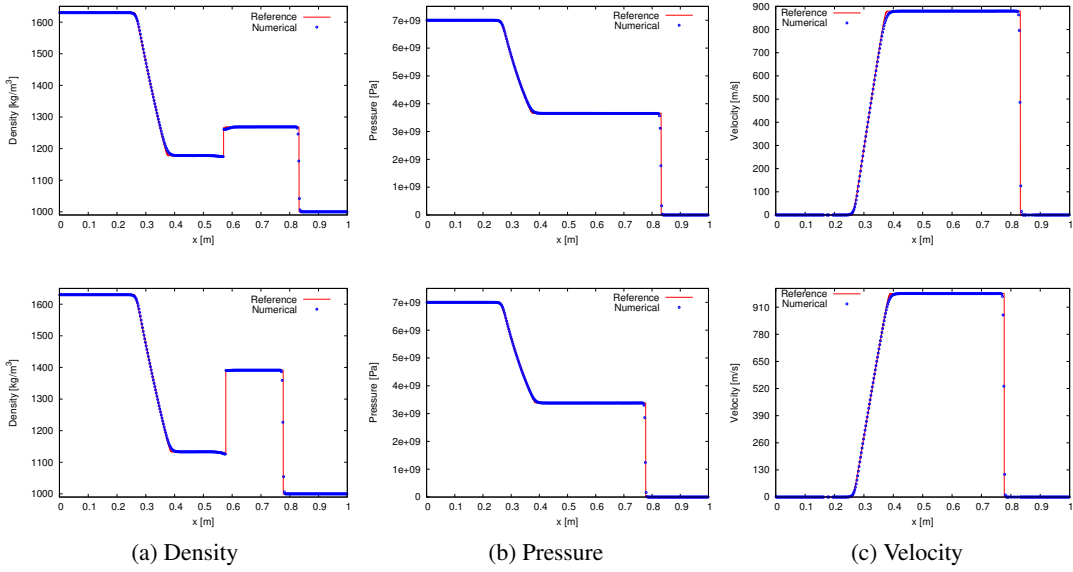 Density [kg/m³]
1600
1500
1400
1300
1200
1100
1000
0 0.1 0.2 0.3 0.4 0.5 0.6 0.7 0.8 0.9 1
x [m]
Reference
Numerical
Pressure [Pa]
7e+09
6e+09
5e+09
4e+09
3e+09
2e+09
1e+09
0
0 0.1 0.2 0.3 0.4 0.5 0.6 0.7 0.8 0.9 1
x [m]
Reference
Numerical
Velocity [m/s]
900
800
700
600
500
400
300
200
100
0
0 0.1 0.2 0.3 0.4 0.5 0.6 0.7 0.8 0.9 1
x [m]
Reference
Numerical
Density [kg/m³]
1600
1500
1400
1300
1200
1100
1000
0 0.1 0.2 0.3 0.4 0.5 0.6 0.7 0.8 0.9 1
x [m]
Reference
Numerical
Pressure [Pa]
7e+09
6e+09
5e+09
4e+09
3e+09
2e+09
1e+09
0
0 0.1 0.2 0.3 0.4 0.5 0.6 0.7 0.8 0.9 1
x [m]
Reference
Numerical
Velocity [m/s]
910
780
650
520
390
260
130
0
0 0.1 0.2 0.3 0.4 0.5 0.6 0.7 0.8 0.9 1
x [m]
Reference
Numerical
(a) Density
(b) Pressure
(c) Velocity